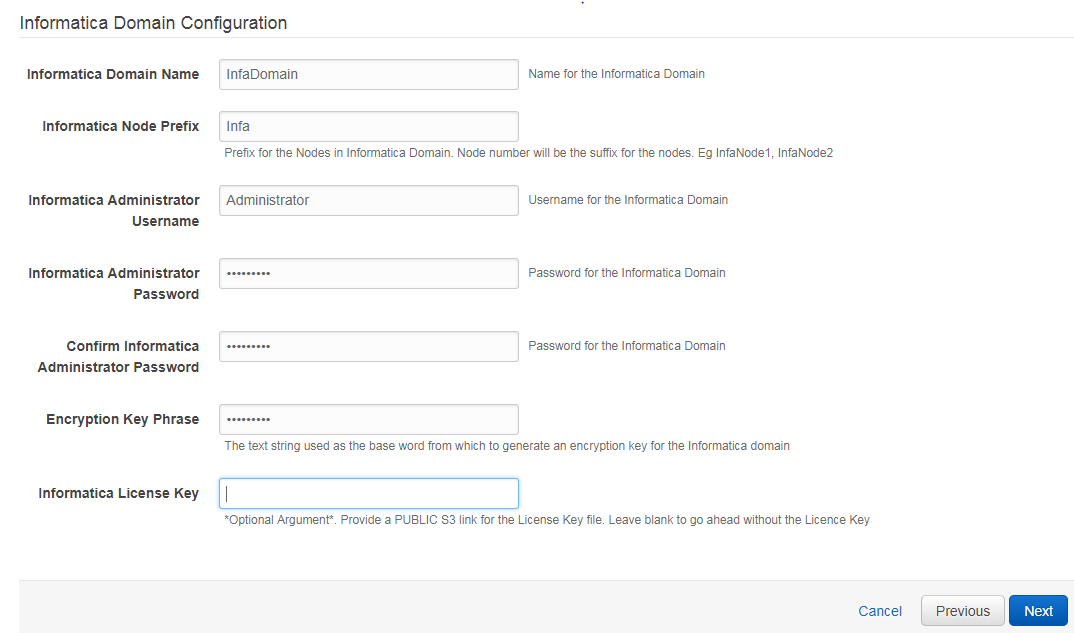 Informatica Domain Configuration
Informatica Domain Name
InfaDomain
Name for the Informatica Domain
Informatica Node Prefix
Infa
Prefix for the Nodes in Informatica Domain. Node number will be the suffix for the nodes. Eg InfaNode1, InfaNode2
Informatica Administrator
Username
Administrator
Username for the Informatica Domain
Informatica Administrator
Password
•••••••••
Password for the Informatica Domain
Confirm Informatica
Administrator Password
•••••••••
Password for the Informatica Domain
Encryption Key Phrase
•••••••••
The text string used as the base word from which to generate an encryption key for the Informatica domain
Informatica License Key
*Optional Argument*. Provide a PUBLIC S3 link for the License Key file. Leave blank to go ahead without the Licence Key
Cancel
Previous
Next